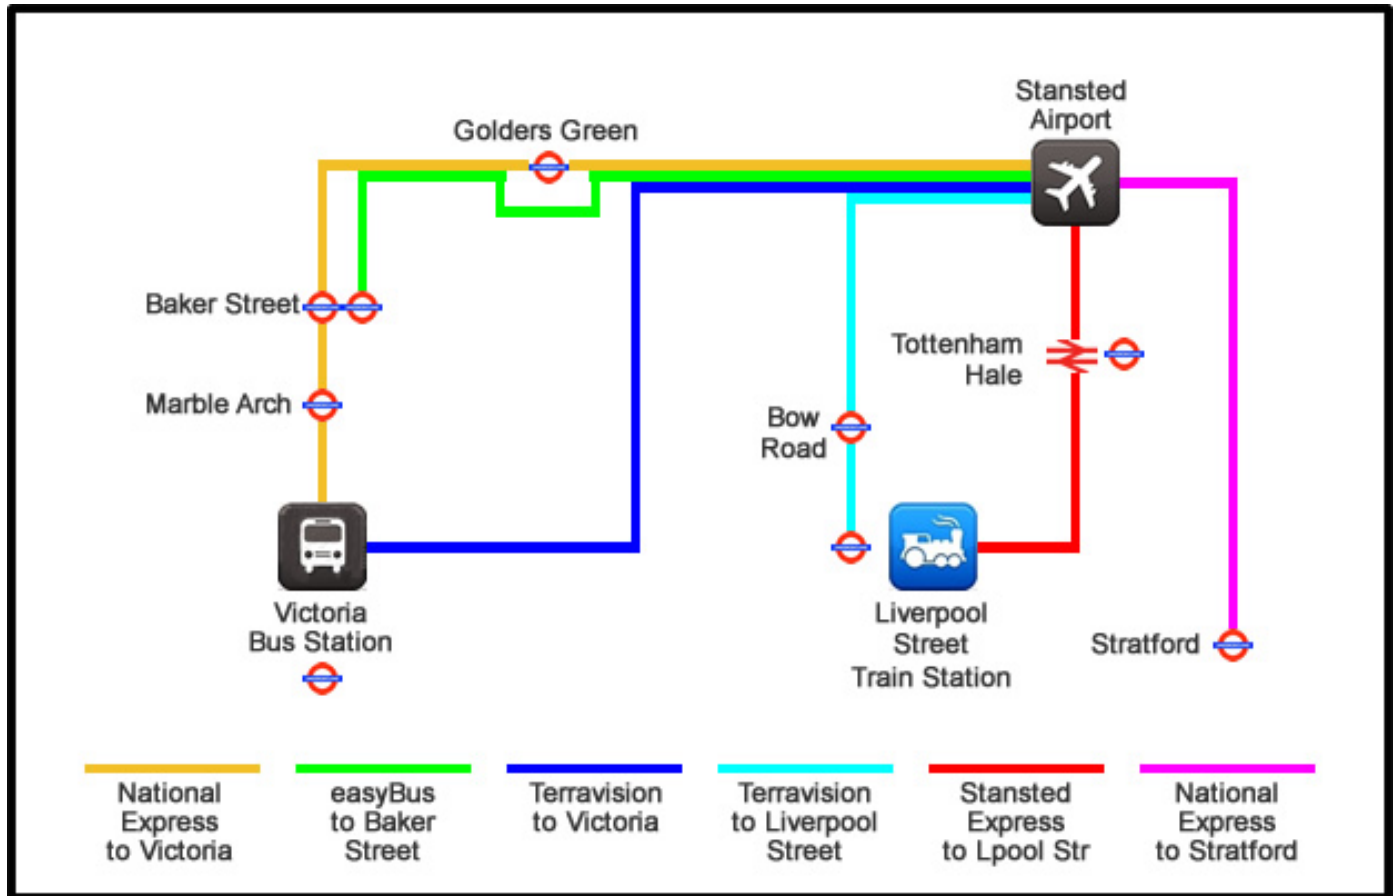 Stansted
Airport
Golders Green
Baker Street
Tottenham
Hale
Marble Arch
Bow
Road
Victoria
Bus Station
Liverpool
Street
Train Station
Stratford
National
Express
to Victoria
easyBus
to Baker
Street
Terravision
to Victoria
Terravision
to Liverpool
Street
Stansted
Express
to Lpool Str
National
Express
to Stratford